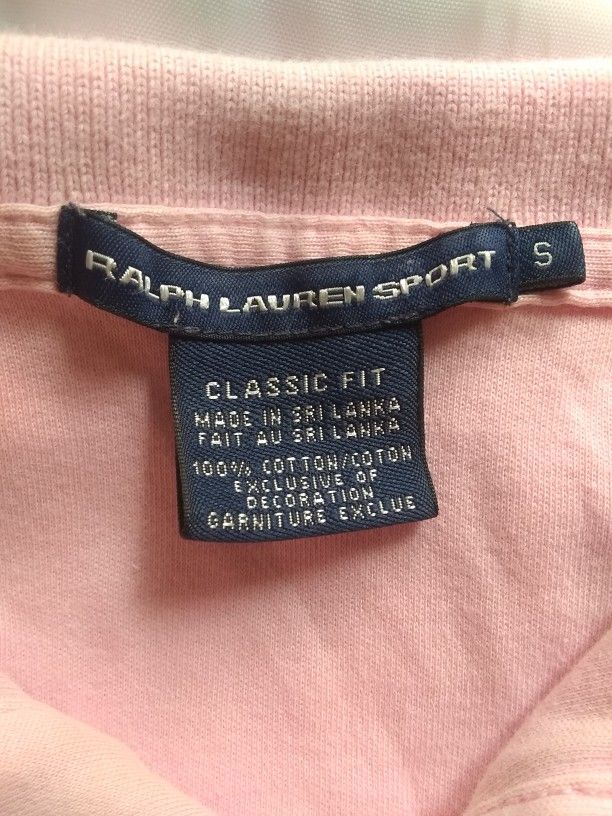 RALPH LAUREN SPORT
S
CLASSIC FIT
MADE IN SRI LANKA
FAIT AU SRI LANKA
100% COTTON/COTON
EXCLUSIVE OF
DECORATION
GARNITURE EXCLUE